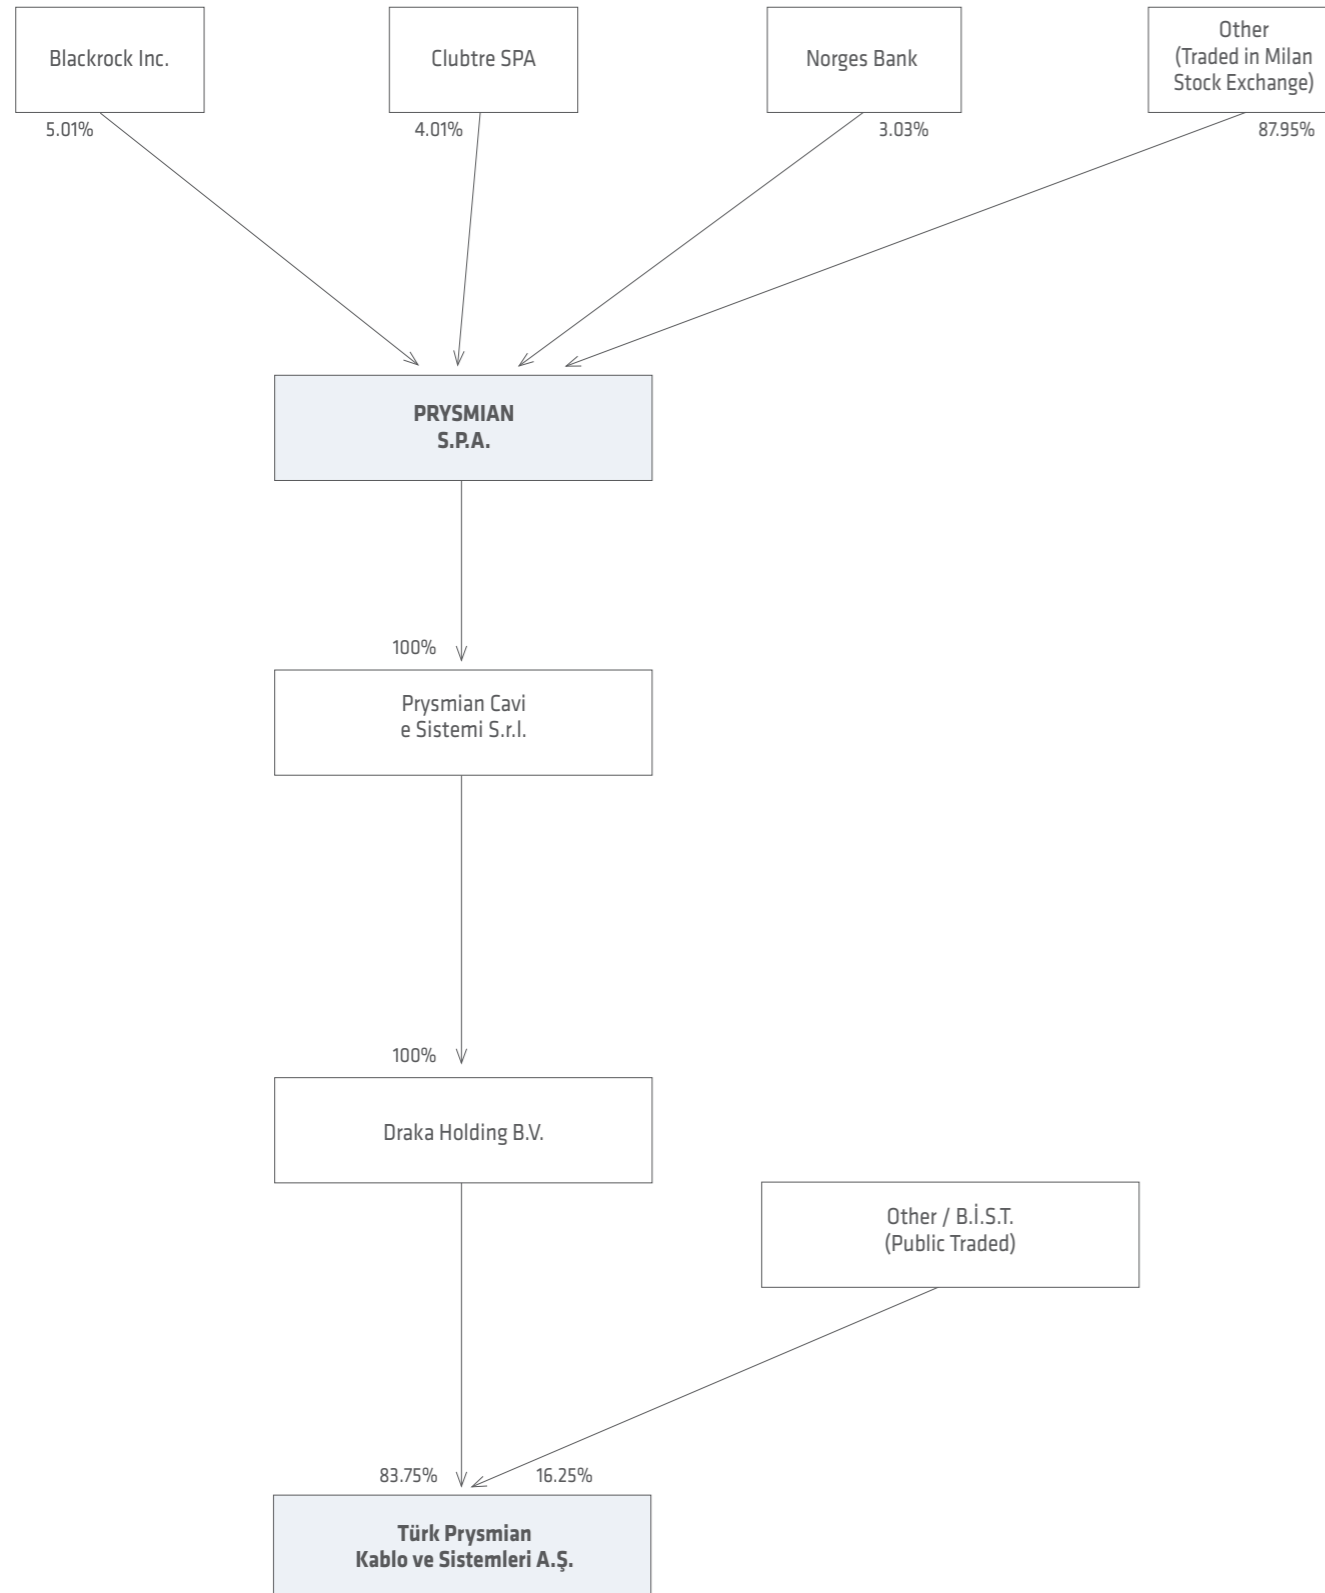 Blackrock Inc.
Clubtre SPA
Norges Bank
Other
(Traded in Milan
Stock Exchange)
5.01%
4.01%
3.03%
87.95%
PRYSMIAN
S.P.A.
100%
Prysmian Cavi
e Sistemi S.r.l.
100%
Draka Holding B.V.
Other / B.İ.S.T.
(Public Traded)
83.75%
16.25%
Türk Prysmian
Kablo ve Sistemleri A.Ş.